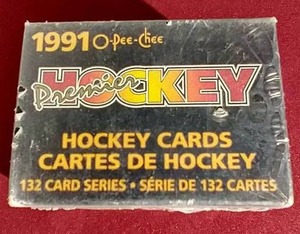 1991 O-Pee-Chee
Premier HOCKEY
HOCKEY CARDS
CARTES DE HOCKEY
132 CARD SERIES • SÉRIE DE 132 CARTES